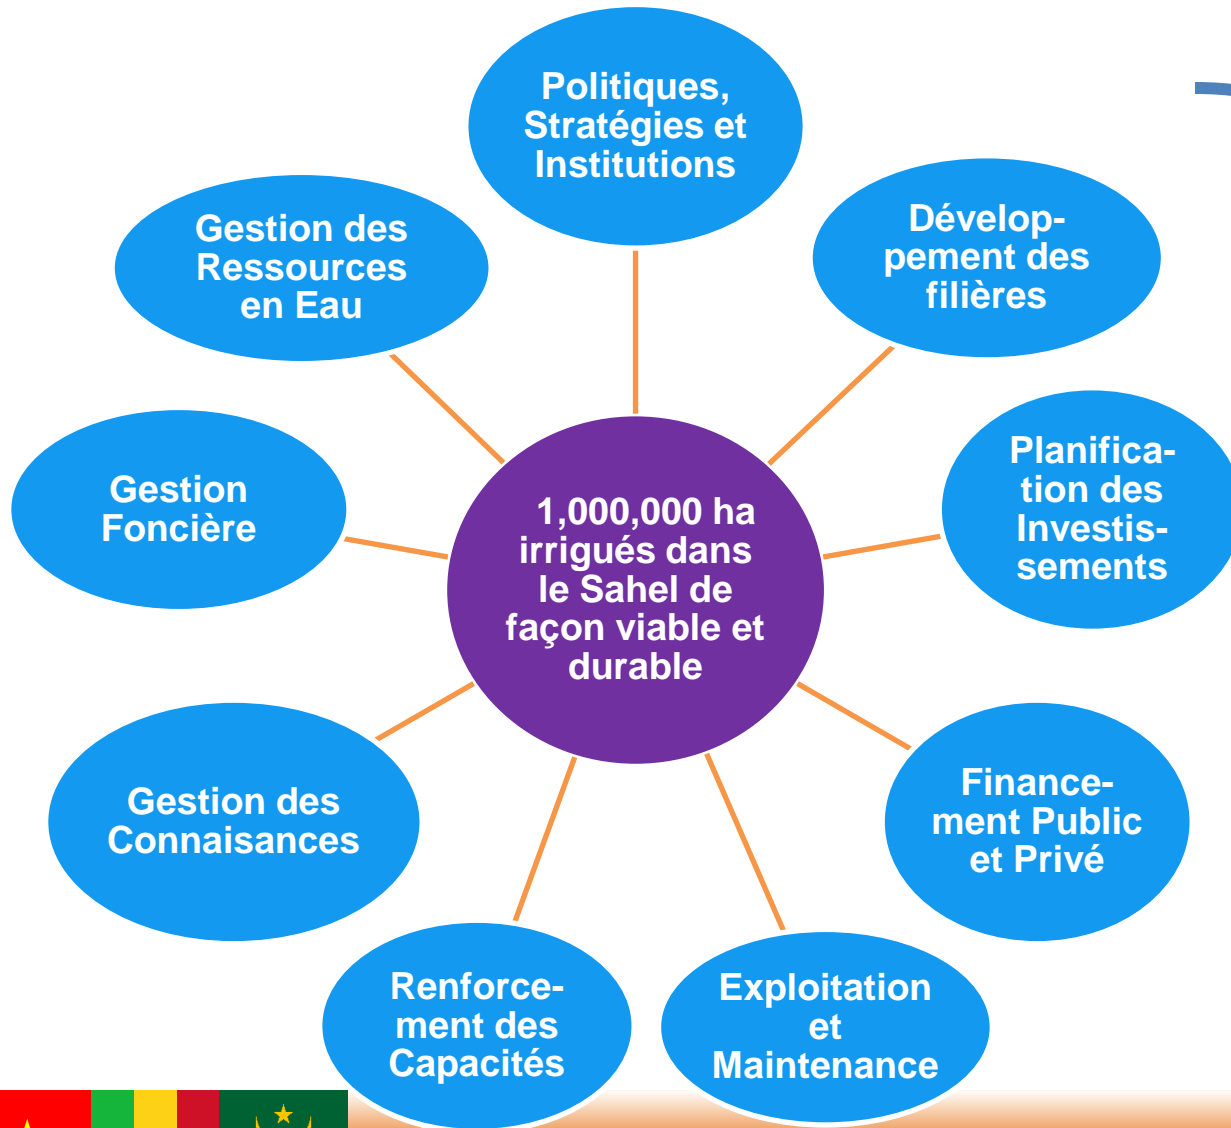 Politiques,
Stratégies et
Institutions
Dévelop-
pement des
filières
Planifica-
tion des
Investis-
sements
Finance-
ment Public
et Privé
Exploitation
et
Maintenance
Renforce-
ment des
Capacités
Gestion des
Connaisances
Gestion
Foncière
Gestion des
Ressources
en Eau
1,000,000 ha
irrigués dans
le Sahel de
façon viable et
durable